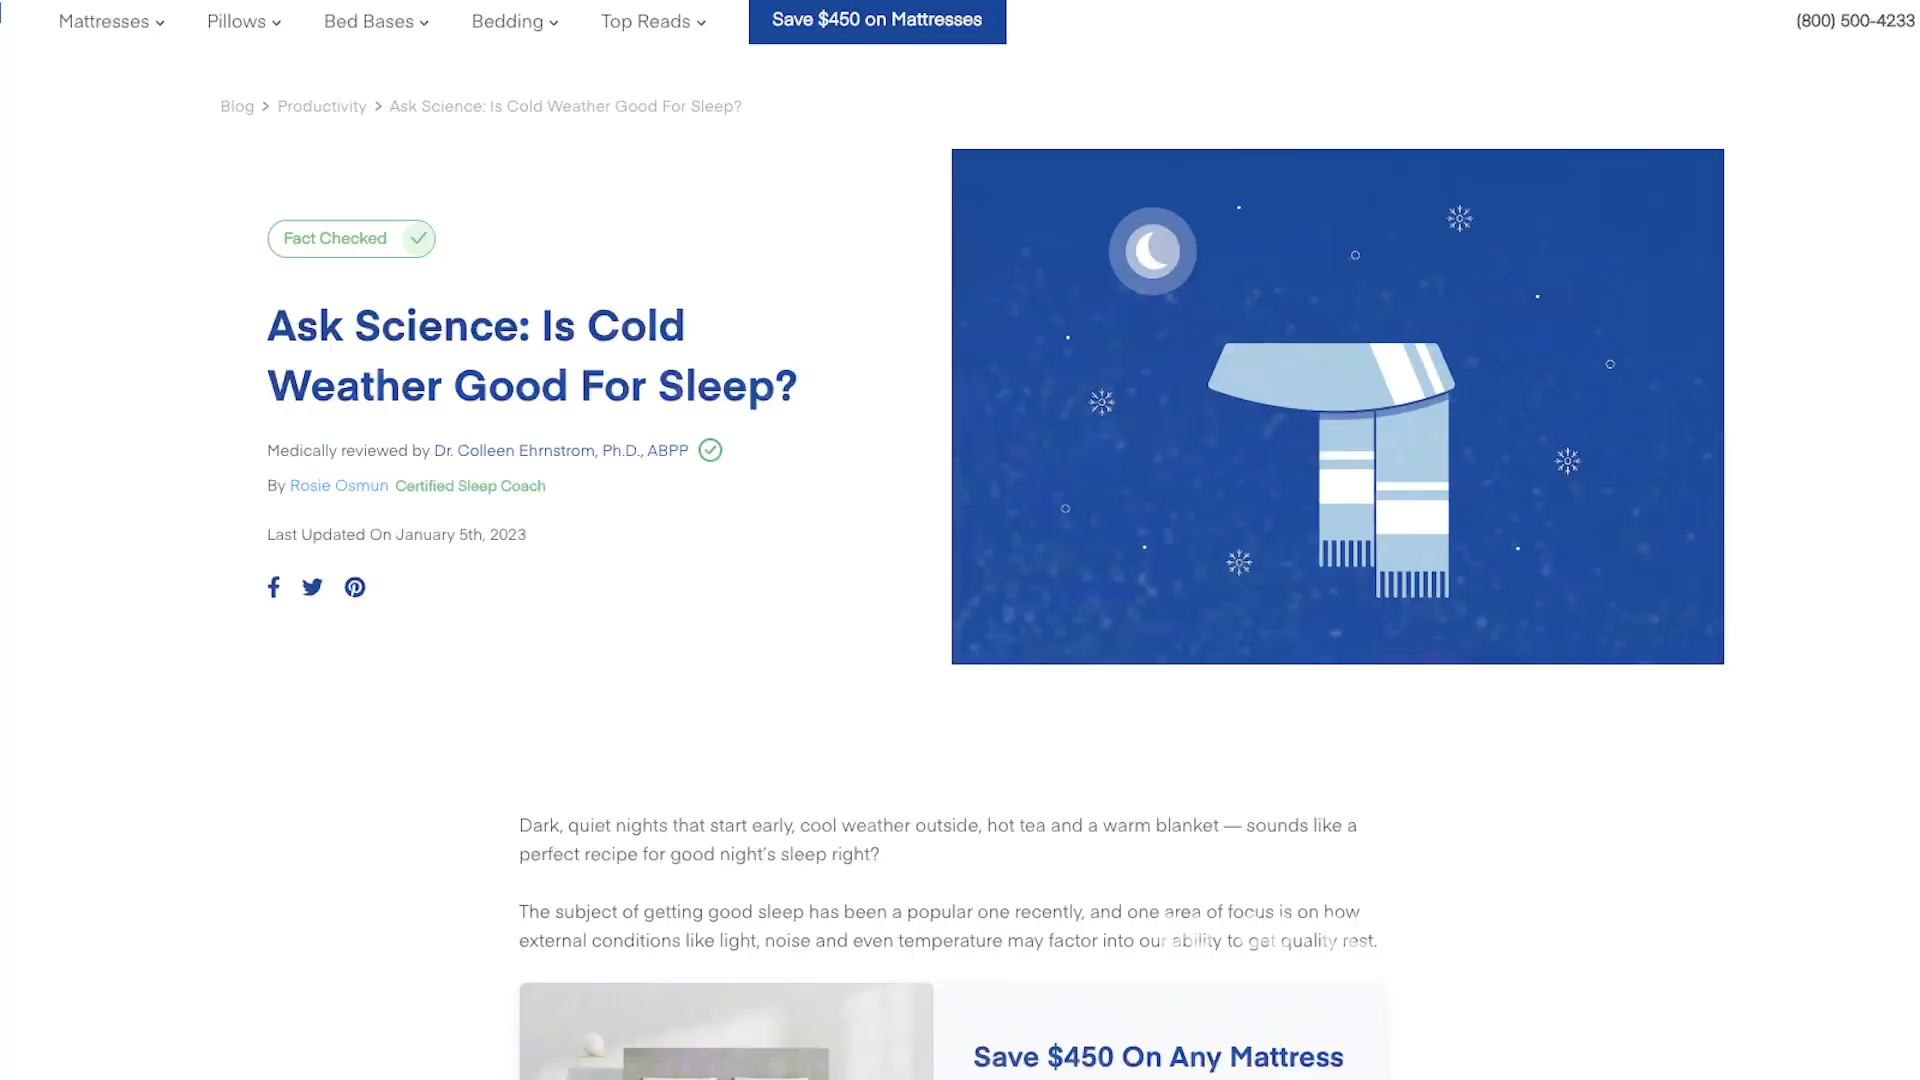 Mattresses
Pillows
Bed Bases
Bedding
Top Reads
Save $450 on Mattresses
(800) 500-4233
Blog > Productivity > Ask Science: Is Cold Weather Good For Sleep?
Fact Checked
Ask Science: Is Cold
Weather Good For Sleep?
Medically reviewed by Dr. Colleen Ehrnstrom, Ph.D., ABPP
By Rosie Osmun Certified Sleep Coach
Last Updated On January 5th, 2023
Dark, quiet nights that start early, cool weather outside, hot tea and a warm blanket — sounds like a
perfect recipe for good night's sleep right?
The subject of getting good sleep has been a popular one recently, and one area of focus is on how
external conditions like light, noise and even temperature may factor into our ability to get quality rest.
Save $450 On Any Mattress